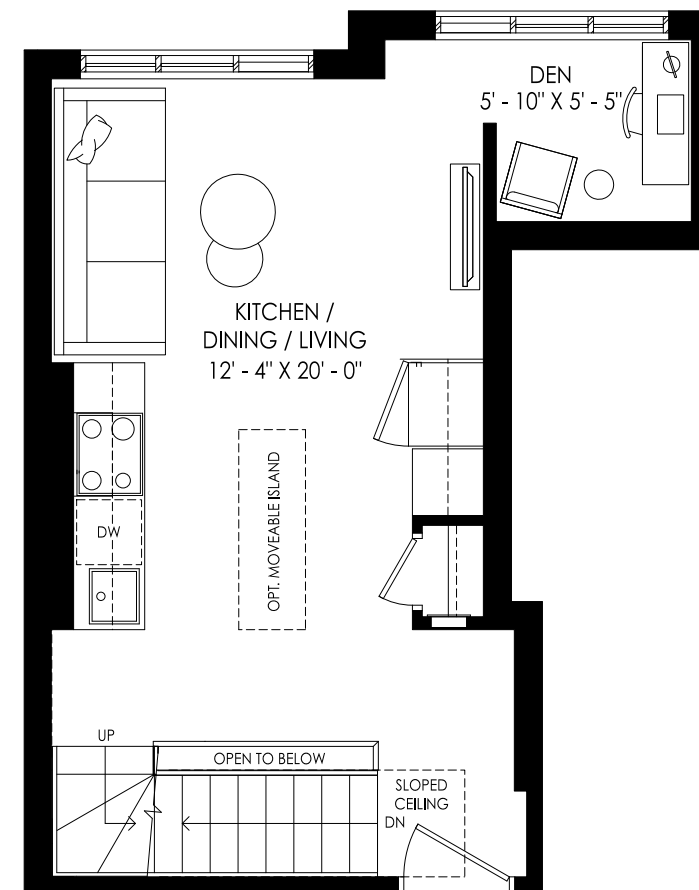 DEN
5' - 10" X 5' - 5"
KITCHEN /
DINING / LIVING
12' - 4" X 20' - 0"
OPT. MOVEABLE ISLAND
DW
UP
OPEN TO BELOW
SLOPED
CEILING
DN